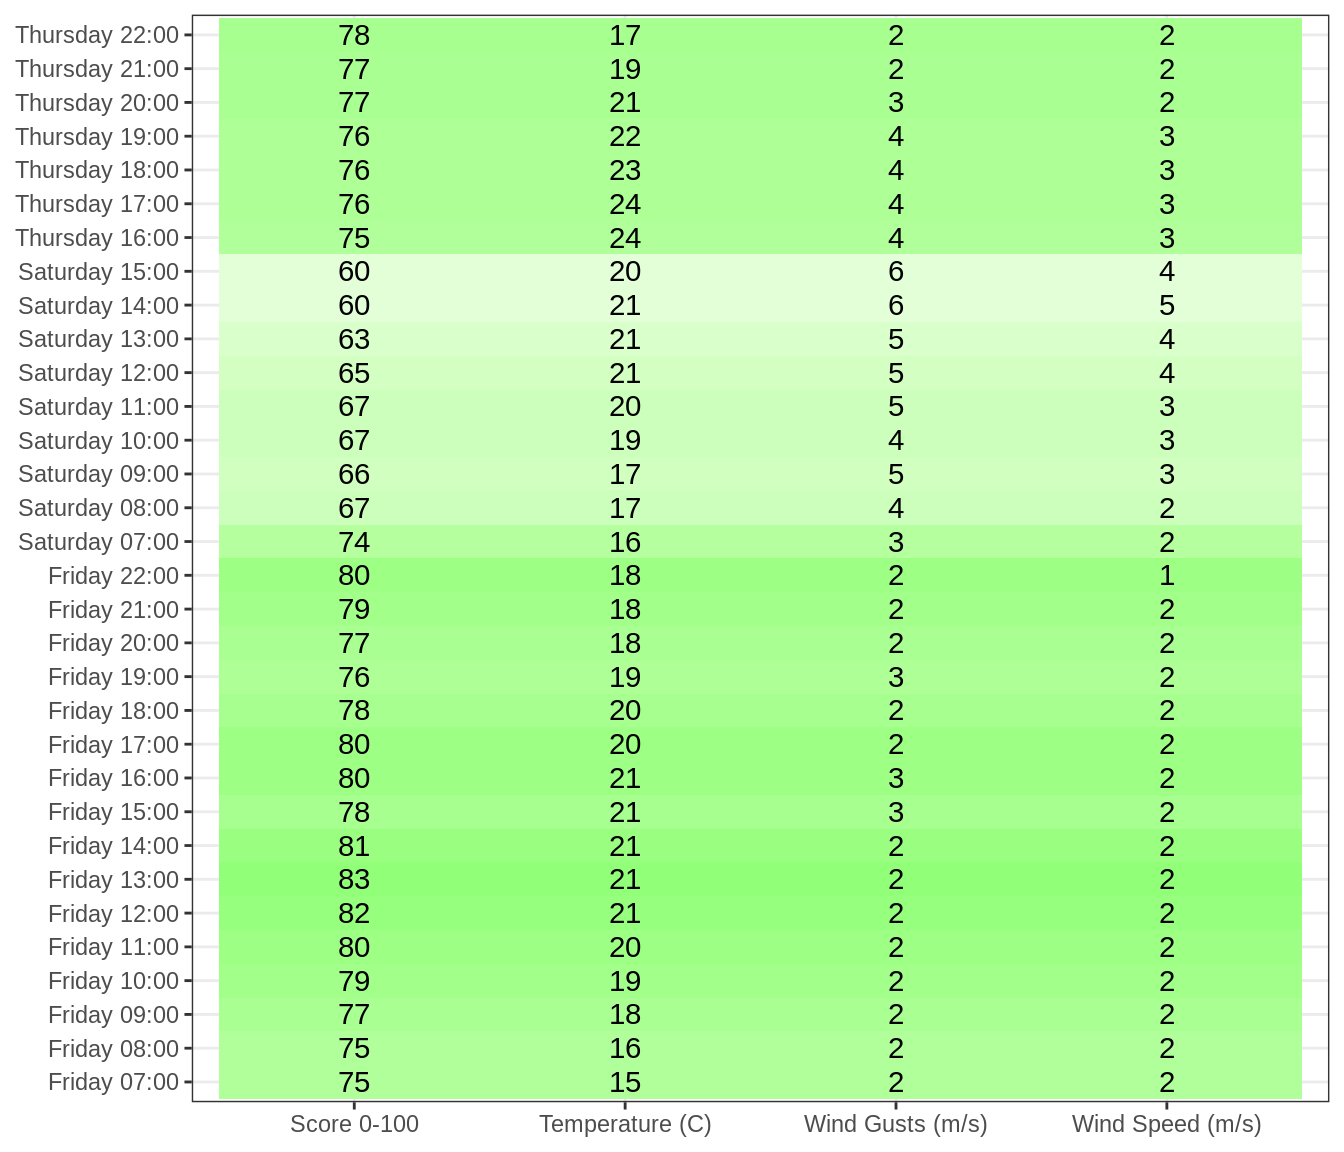 Thursday 22:00 78 17 2 2
Thursday 21:00 77 19 2 2
Thursday 20:00 77 21 3 2
Thursday 19:00 76 22 4 3
Thursday 18:00 76 23 4 3
Thursday 17:00 76 24 4 3
Thursday 16:00 75 24 4 3
Saturday 15:00 60 20 6 4
Saturday 14:00 60 21 6 5
Saturday 13:00 63 21 5 4
Saturday 12:00 65 21 5 4
Saturday 11:00 67 20 5 3
Saturday 10:00 67 19 4 3
Saturday 09:00 66 17 5 3
Saturday 08:00 67 17 4 2
Saturday 07:00 74 16 3 2
Friday 22:00 80 18 2 1
Friday 21:00 79 18 2 2
Friday 20:00 77 18 2 2
Friday 19:00 76 19 3 2
Friday 18:00 78 20 2 2
Friday 17:00 80 20 2 2
Friday 16:00 80 21 3 2
Friday 15:00 78 21 3 2
Friday 14:00 81 21 2 2
Friday 13:00 83 21 2 2
Friday 12:00 82 21 2 2
Friday 11:00 80 20 2 2
Friday 10:00 79 19 2 2
Friday 09:00 77 18 2 2
Friday 08:00 75 16 2 2
Friday 07:00 75 15 2 2
Score 0-100 Temperature (C) Wind Gusts (m/s) Wind Speed (m/s)